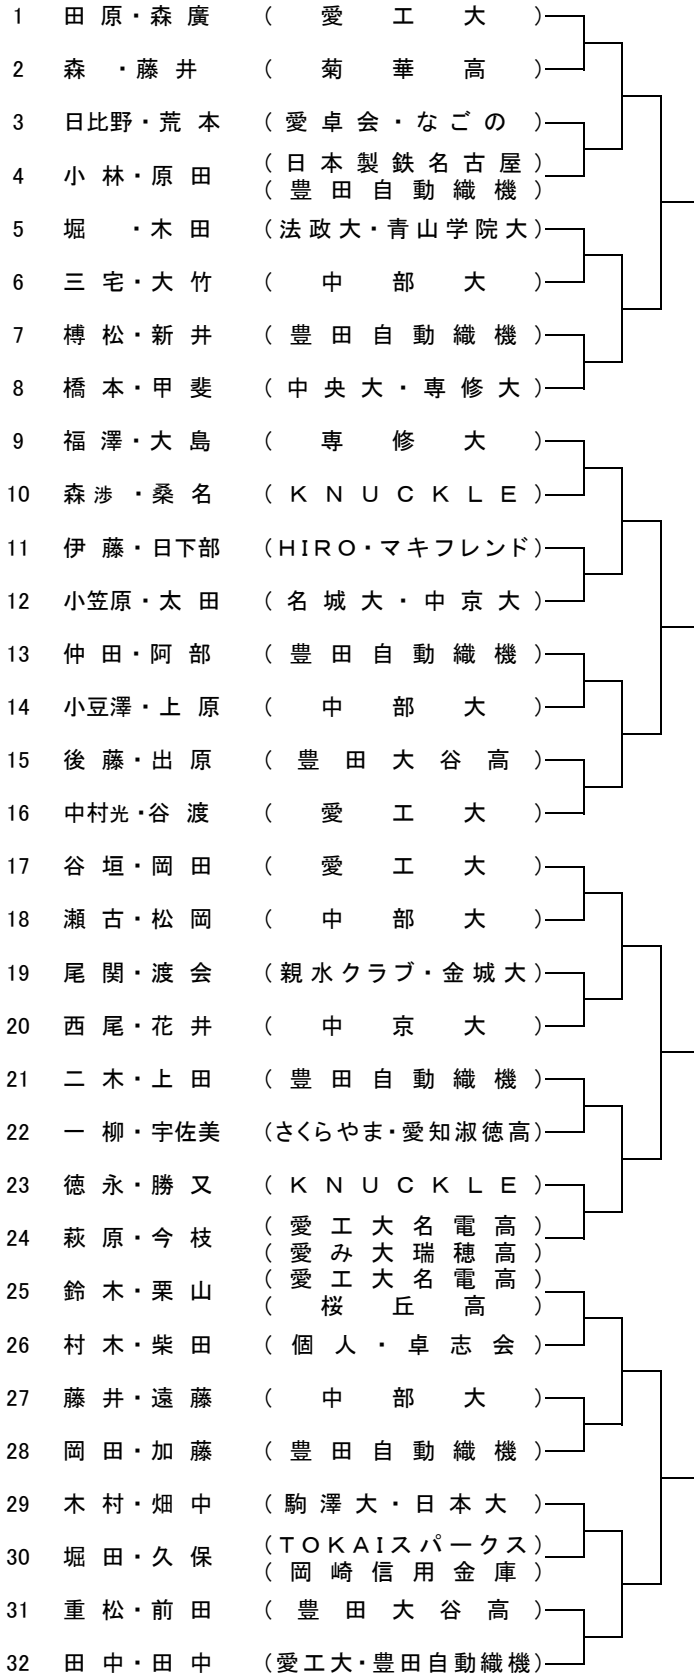 1 田原・森廣 (愛工大)
2 森・藤井 (菊華高)
3 日比野・荒本 (愛卓会・なごの)
4 小林・原田 (日本製鉄名古屋)
(豊田自動織機)
5 堀・木田 (法政大・青山学院大)
6 三宅・大竹 (中部大)
7 榑松・新井 (豊田自動織機)
8 橋本・甲斐 (中央大・専修大)
9 福澤・大島 (専修大)
10 森渉・桑名 (KNUCKLE)
11 伊藤・日下部 (HIRO・マキフレンド)
12 小笠原・太田 (名城大・中京大)
13 仲田・阿部 (豊田自動織機)
14 小豆澤・上原 (中部大)
15 後藤・出原 (豊田大谷高)
16 中村光・谷渡 (愛工大)
17 谷垣・岡田 (愛工大)
18 瀬古・松岡 (中部大)
19 尾関・渡会 (親水クラブ・金城大)
20 西尾・花井 (中京大)
21 二木・上田 (豊田自動織機)
22 一柳・宇佐美 (さくらやま・愛知淑徳高)
23 徳永・勝又 (KNUCKLE)
24 萩原・今枝 (愛工大名電高)
(愛み大瑞穂高)
25 鈴木・栗山 (愛工大名電高)
(桜丘高)
26 村木・柴田 (個人・卓志会)
27 藤井・遠藤 (中部大)
28 岡田・加藤 (豊田自動織機)
29 木村・畑中 (駒澤大・日本大)
30 堀田・久保 (TOKAIスパークス)
(岡崎信用金庫)
31 重松・前田 (豊田大谷高)
32 田中・田中 (愛工大・豊田自動織機)